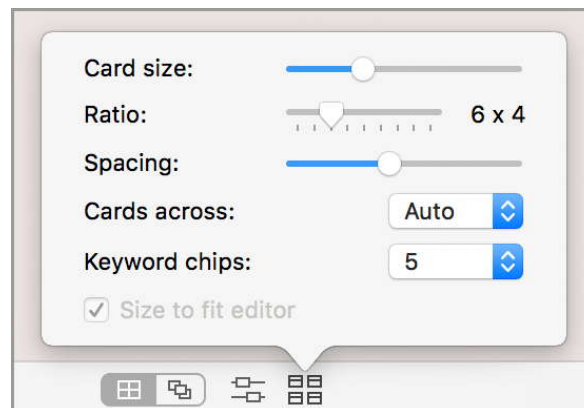 Card size:
Ratio: 6 x 4
Spacing:
Cards across: Auto
Keyword chips: 5
Size to fit editor